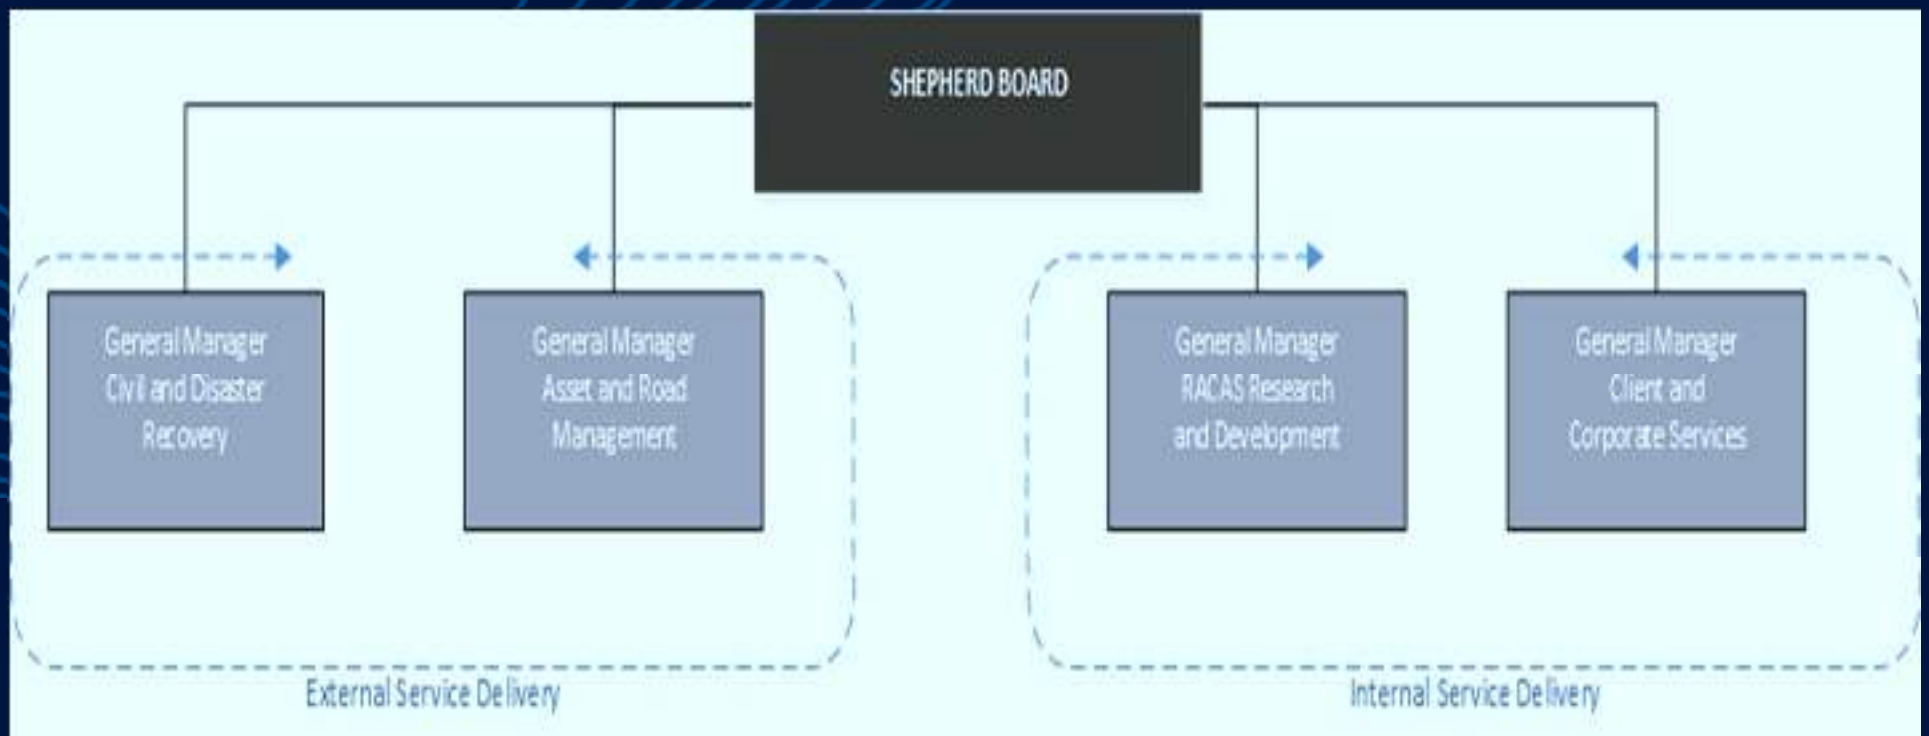 SHEPHERD BOARD
General Manager
Civil and Disaster
Recovery
General Manager
Asset and Road
Management
General Manager
RACAS Research
and Development
General Manager
Client and
Corporate Services
External Service Delivery
Internal Service Delivery